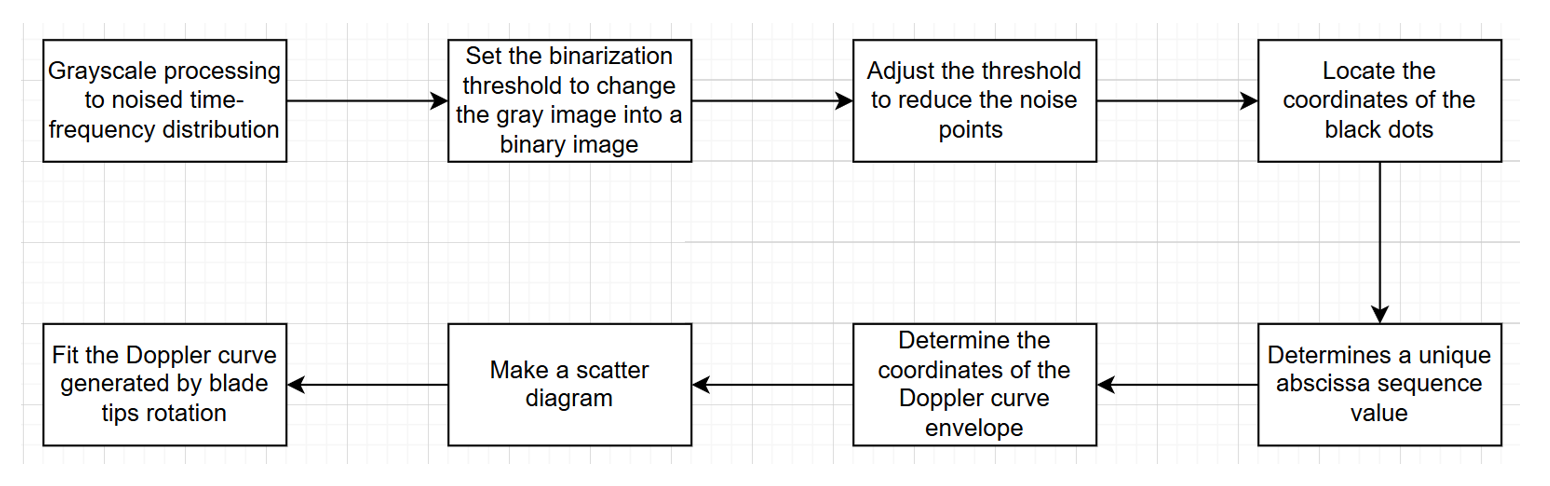 Grayscale processing
to noised time-
frequency distribution
Set the binarization
threshold to change
the gray image into a
binary image
Adjust the threshold
to reduce the noise
points
Locate the
coordinates of the
black dots
Determines a unique
abscissa sequence
value
Determine the
coordinates of the
Doppler curve
envelope
Make a scatter
diagram
Fit the Doppler curve
generated by blade
tips rotation